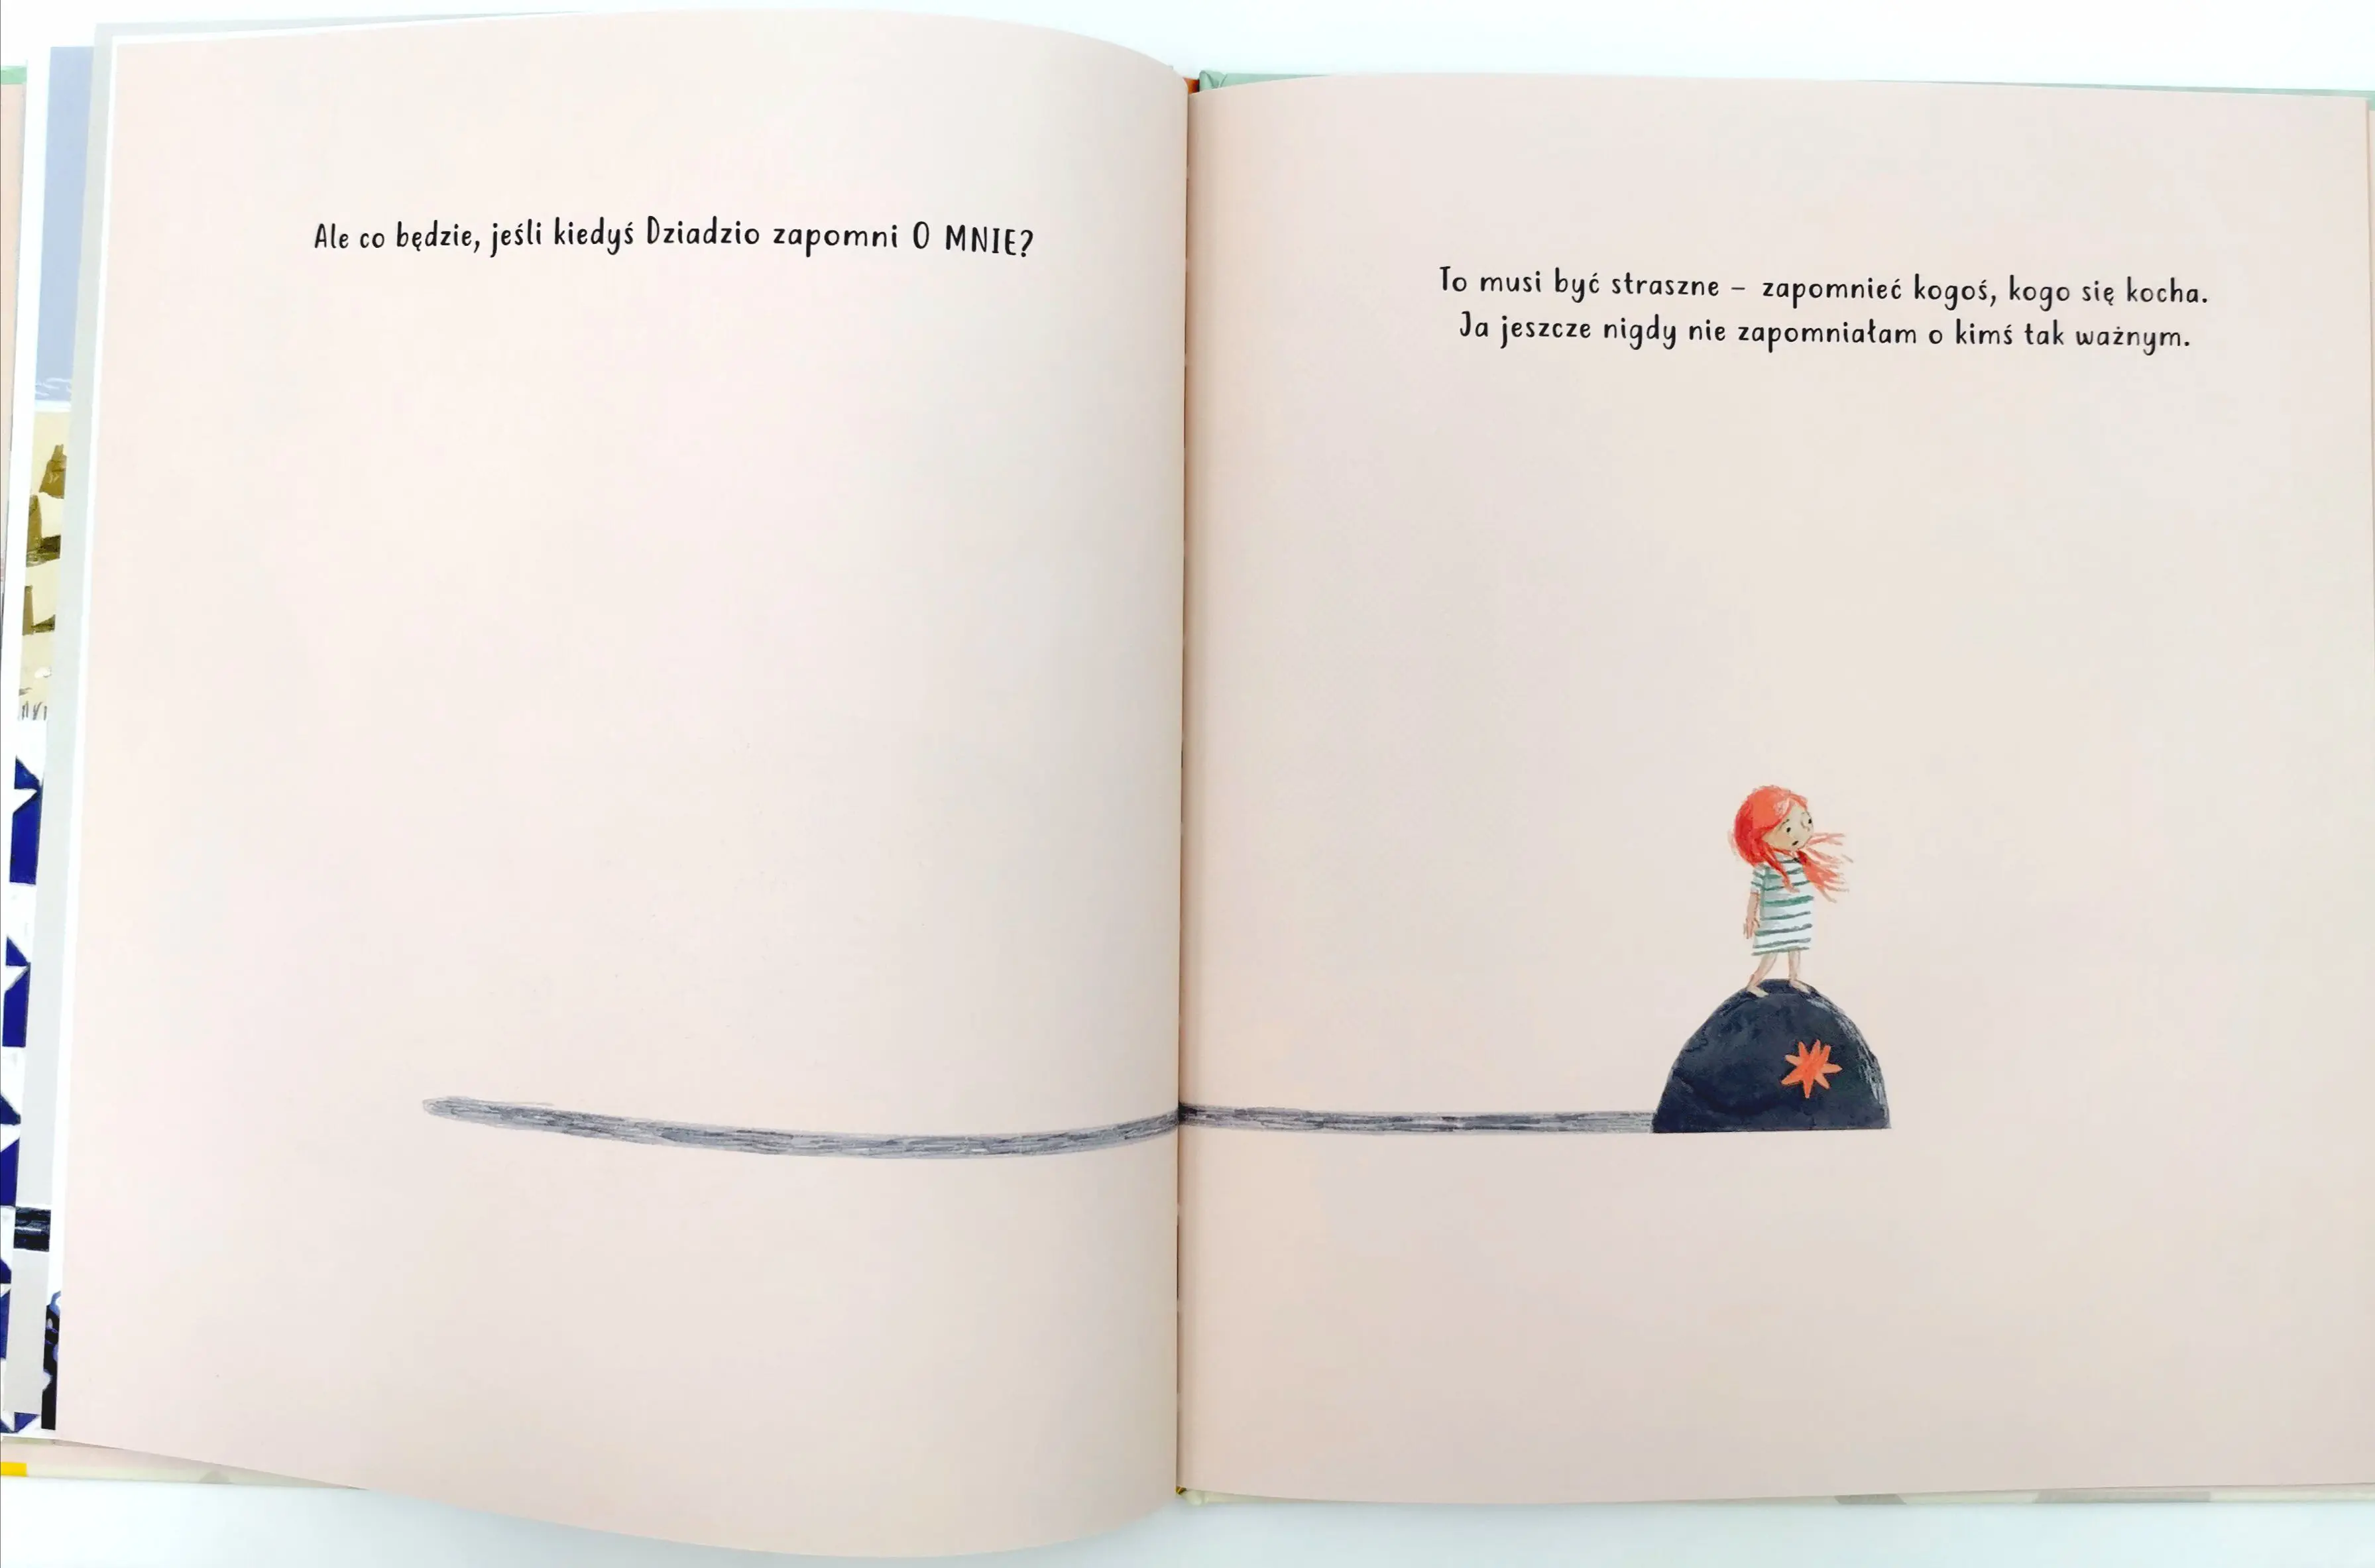 Ale co będzie, jeśli kiedyś Dziadzio zapomni O MNIE?
To musi być straszne – zapomnieć kogoś, kogo się kocha.
Ja jeszcze nigdy nie zapomniałam o kimś tak ważnym.